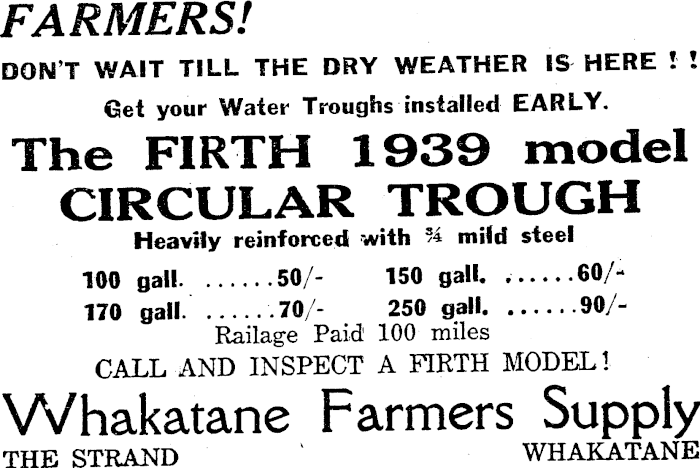 FARMERS!
DON'T WAIT TILL THE DRY WEATHER IS HERE ! !
Get your Water Troughs installed EARLY.
The FIRTH 1939 model
CIRCULAR TROUGH
Heavily reinforced with ¾ mild steel
100 gall. ......50/- 150 gall. ......60/-
170 gall. ......70/- 250 gall. ......90/-
Railage Paid 100 miles
CALL AND INSPECT A FIRTH MODEL!
Whakatane Farmers Supply
THE STRAND WHAKATANE